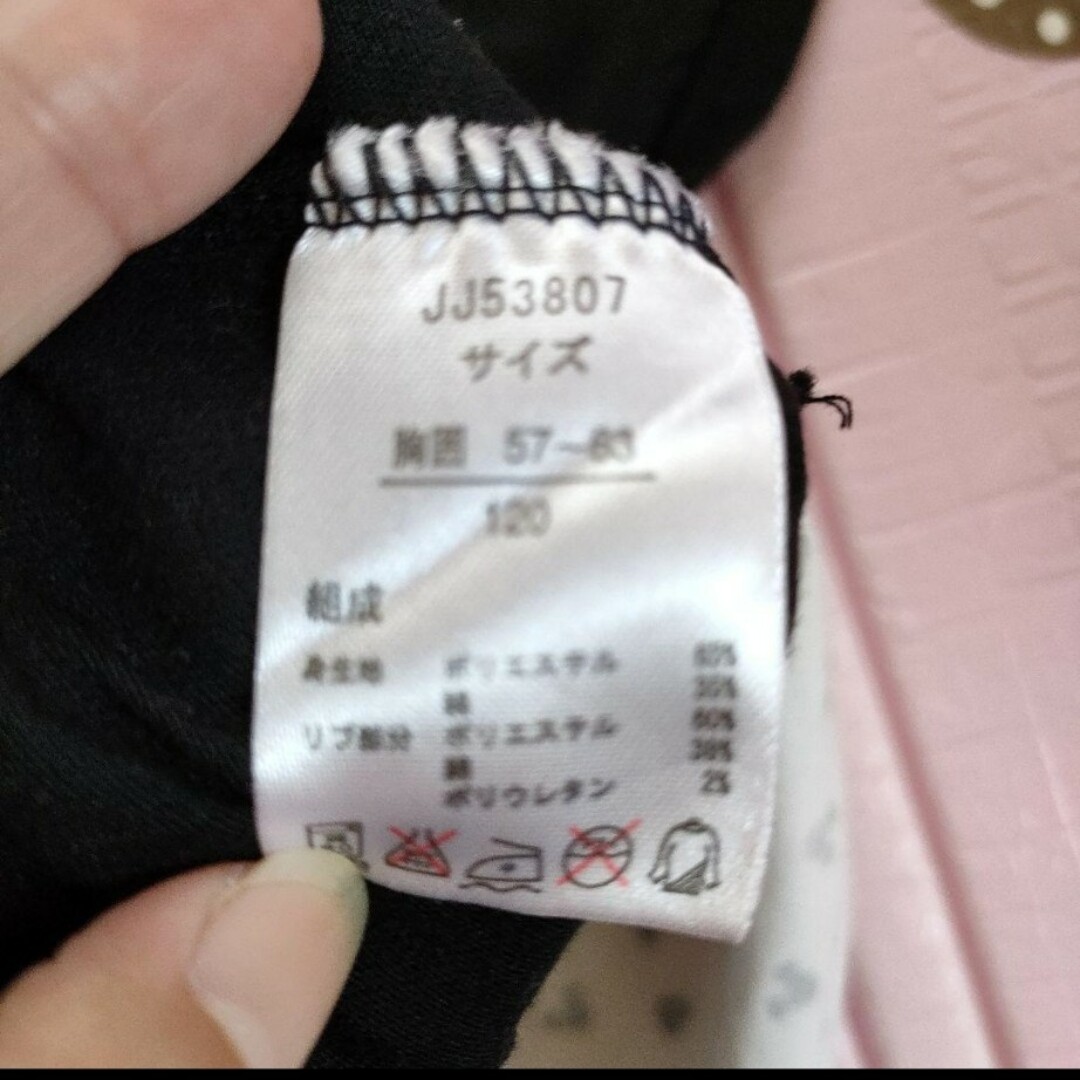 JJ53807
サイズ
胸囲 57～63
120
組成
身生地 ポリエステル 60%
綿
リブ部分 ポリエステル 60%
綿 38%
ポリウレタン 2%